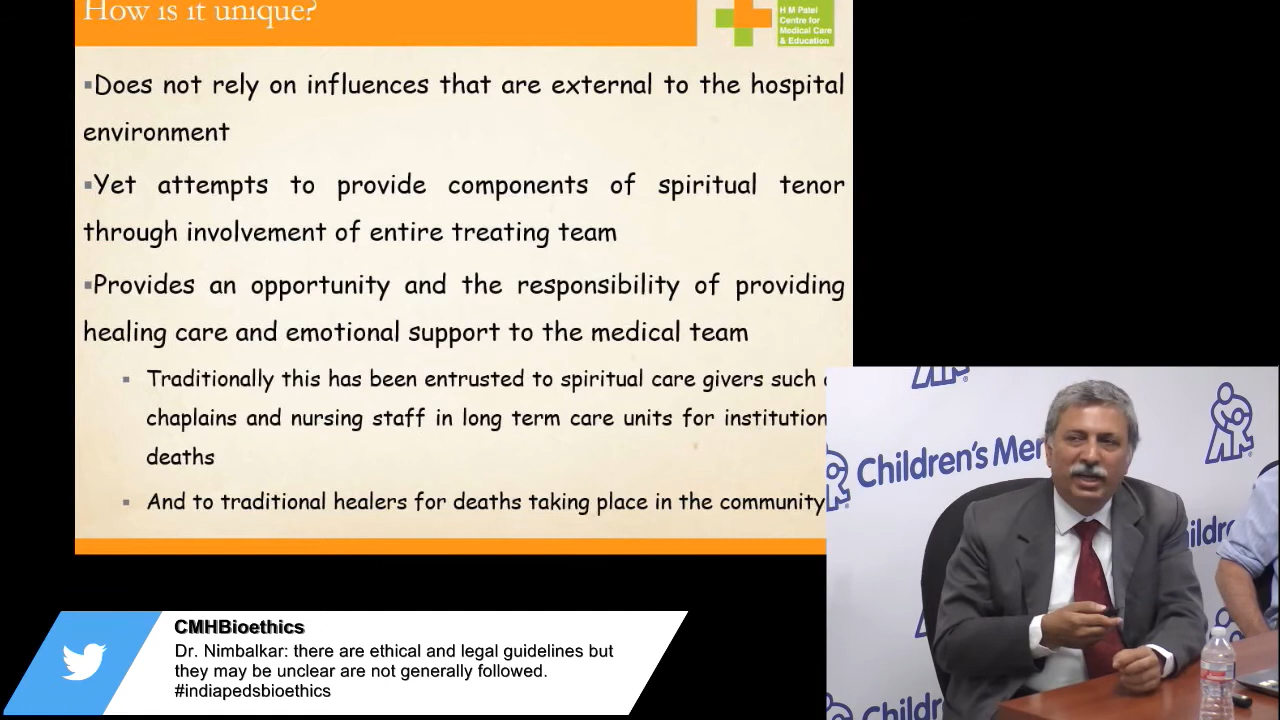 How is it unique?
H M Patel
Centre for
Medical Care
& Education
▪Does not rely on influences that are external to the hospital
environment
▪Yet attempts to provide components of spiritual tenor
through involvement of entire treating team
▪Provides an opportunity and the responsibility of providing
healing care and emotional support to the medical team
▪ Traditionally this has been entrusted to spiritual care givers such
chaplains and nursing staff in long term care units for institution
deaths
▪ And to traditional healers for deaths taking place in the community
Children's Mer
CMHBioethics
Dr. Nimbalkar: there are ethical and legal guidelines but
they may be unclear are not generally followed.
#indiapedsbioethics